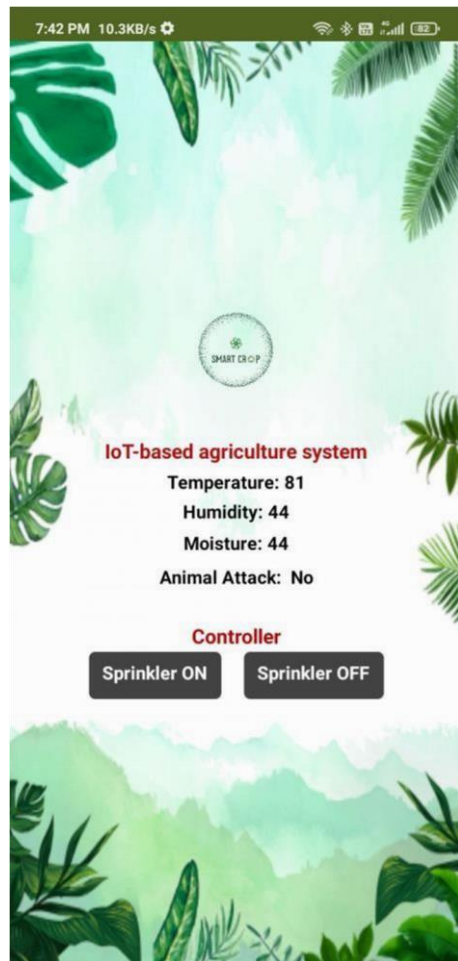 7:42 PM 10.3KB/s
4G
82
SMART CROP
IoT-based agriculture system
Temperature: 81
Humidity: 44
Moisture: 44
Animal Attack: No
Controller
Sprinkler ON Sprinkler OFF